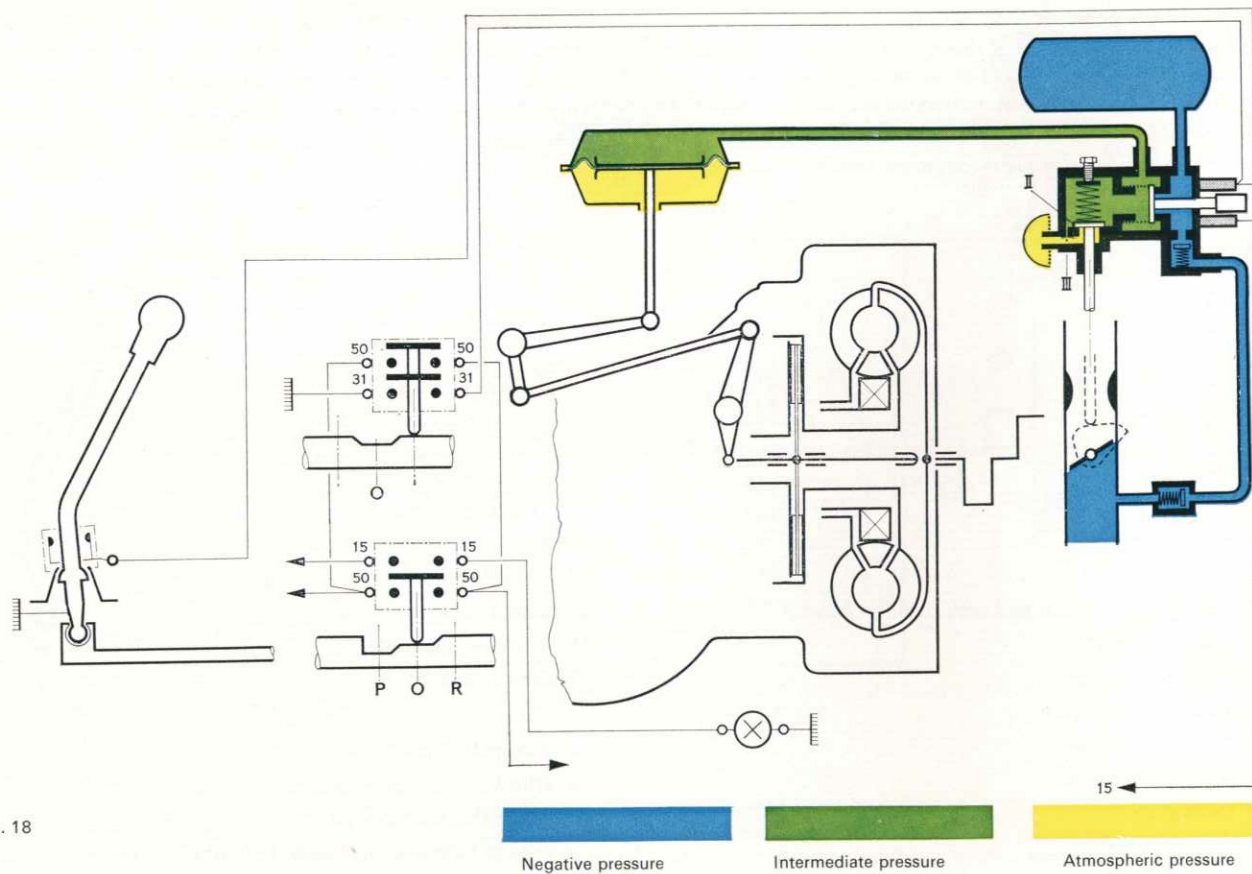 II
III
50 50
31 31
O
15 15
50 50
P O R
15
. 18
Negative pressure
Intermediate pressure
Atmospheric pressure